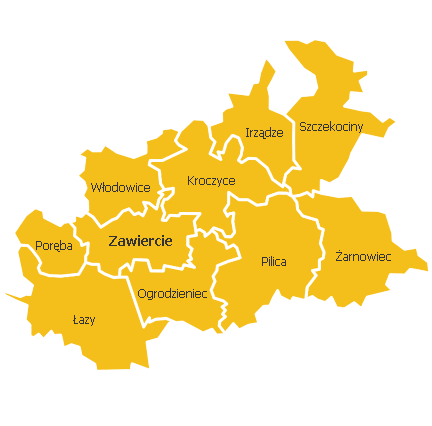 Szczekociny
Irządze
Kroczyce
Włodowice
Zawiercie
Poręba
Żarnowiec
Pilica
Ogrodzieniec
Łazy